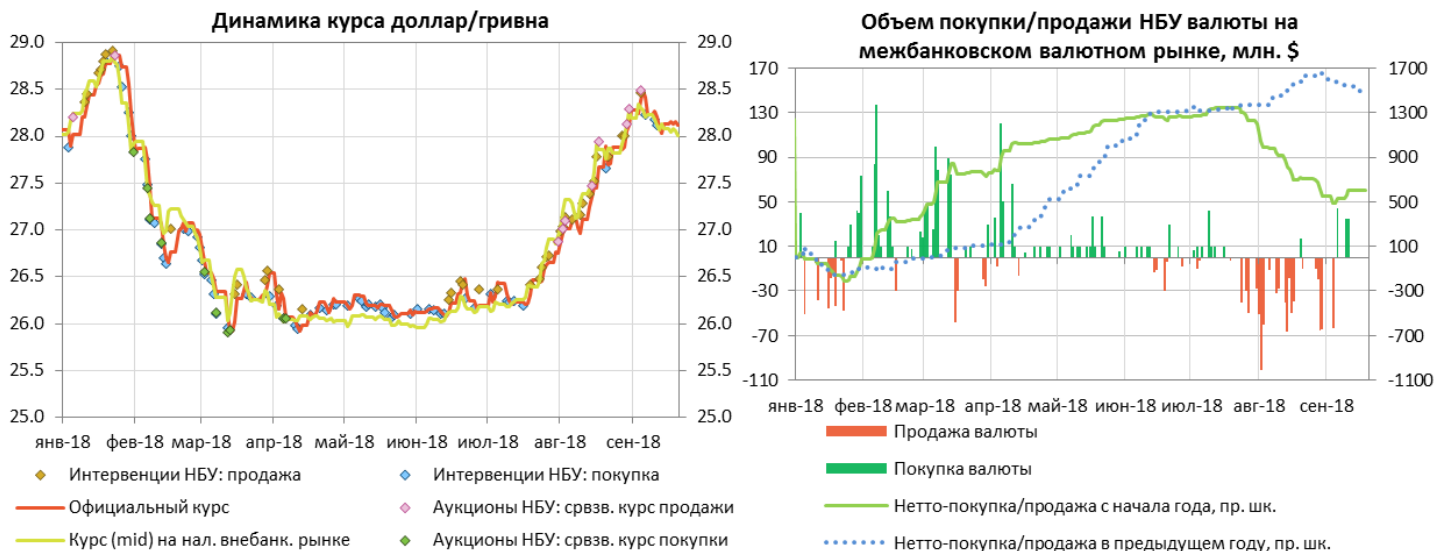 Динамика курса доллар/гривна
29.0
28.5
28.0
27.5
27.0
26.5
26.0
25.5
25.0
29.0
28.5
28.0
27.5
27.0
26.5
26.0
25.5
25.0
янв-18 фев-18 мар-18 апр-18 май-18 июн-18 июл-18 авг-18 сен-18
Интервенции НБУ: продажа
Интервенции НБУ: покупка
Официальный курс
Аукционы НБУ: срвзв. курс продажи
Курс (mid) на нал. внебанк. рынке
Аукционы НБУ: срвзв. курс покупки
Объем покупки/продажи НБУ валюты на
межбанковском валютном рынке, млн. $
170
130
90
50
10
-30
-70
-110
1700
1300
900
500
100
-300
-700
-1100
янв-18 фев-18 мар-18 апр-18 май-18 июн-18 июл-18 авг-18 сен-18
Продажа валюты
Покупка валюты
Нетто-покупка/продажа с начала года, пр. шк.
Нетто-покупка/продажа в предыдущем году, пр. шк.